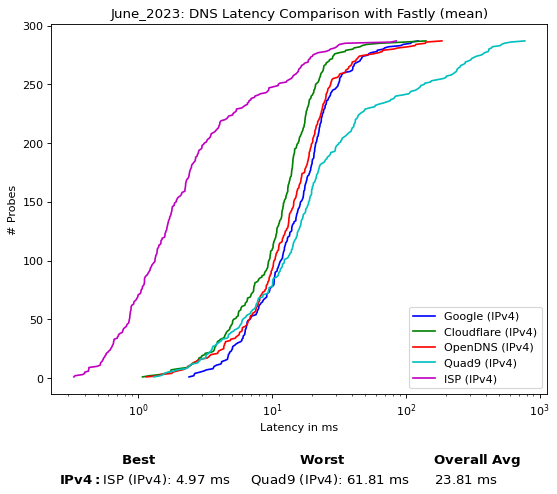 June_2023: DNS Latency Comparison with Fastly (mean)
300
250
200
150
100
50
0
# Probes
Google (IPv4)
Cloudflare (IPv4)
OpenDNS (IPv4)
Quad9 (IPv4)
ISP (IPv4)
10⁰ 10¹ 10² 10³
Latency in ms
Best Worst Overall Avg
IPv4: ISP (IPv4): 4.97 ms Quad9 (IPv4): 61.81 ms 23.81 ms